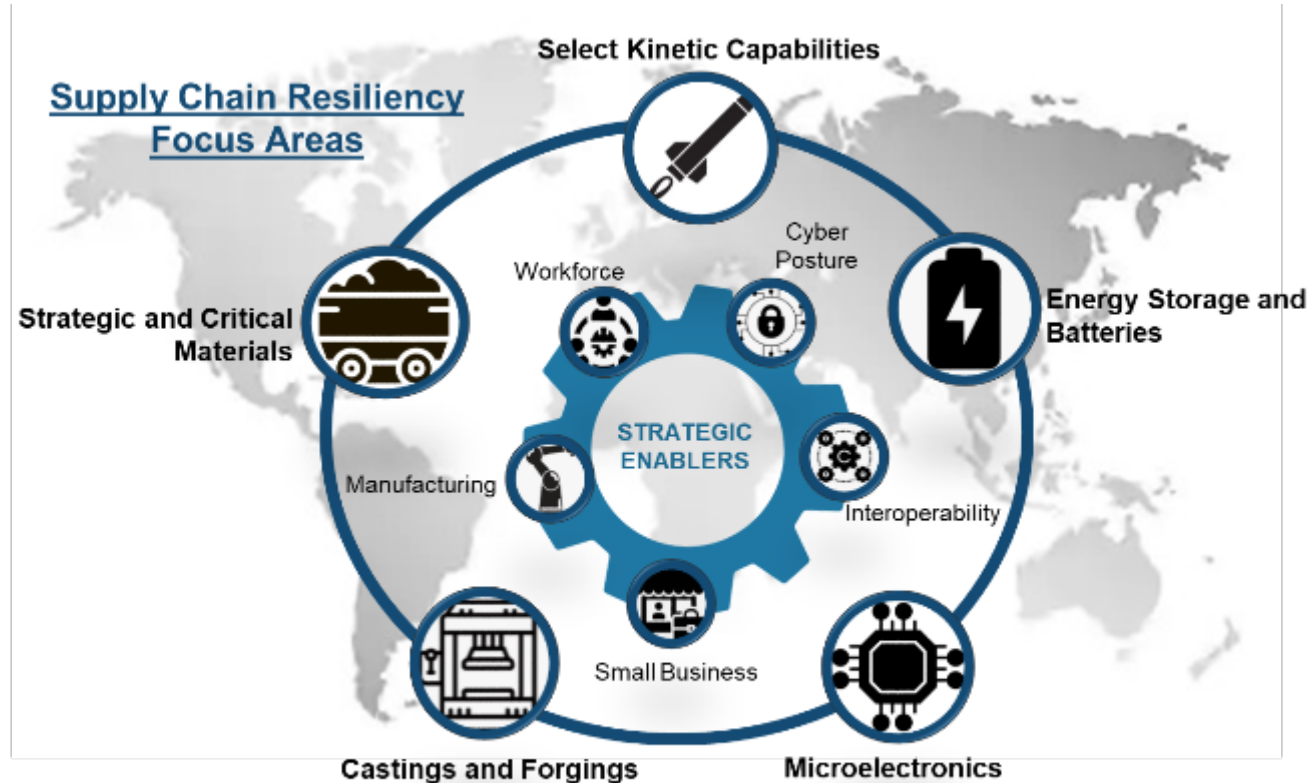 Select Kinetic Capabilities
Supply Chain Resiliency
Focus Areas
Cyber
Posture
Workforce
Strategic and Critical
Materials
Energy Storage and
Batteries
STRATEGIC
ENABLERS
Manufacturing
Interoperability
Small Business
Castings and Forgings
Microelectronics